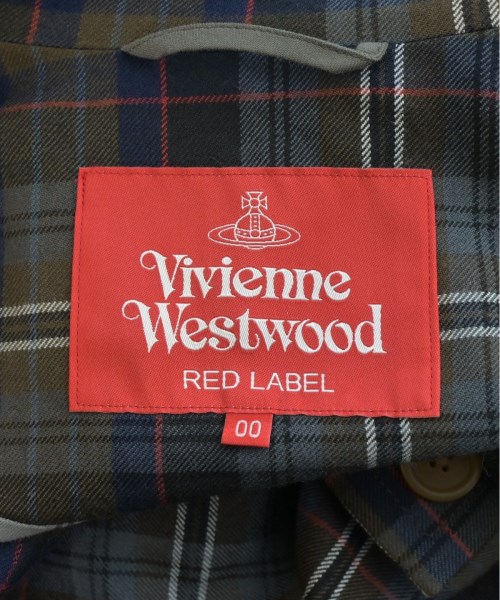 Vivienne
Westwood
RED LABEL
00